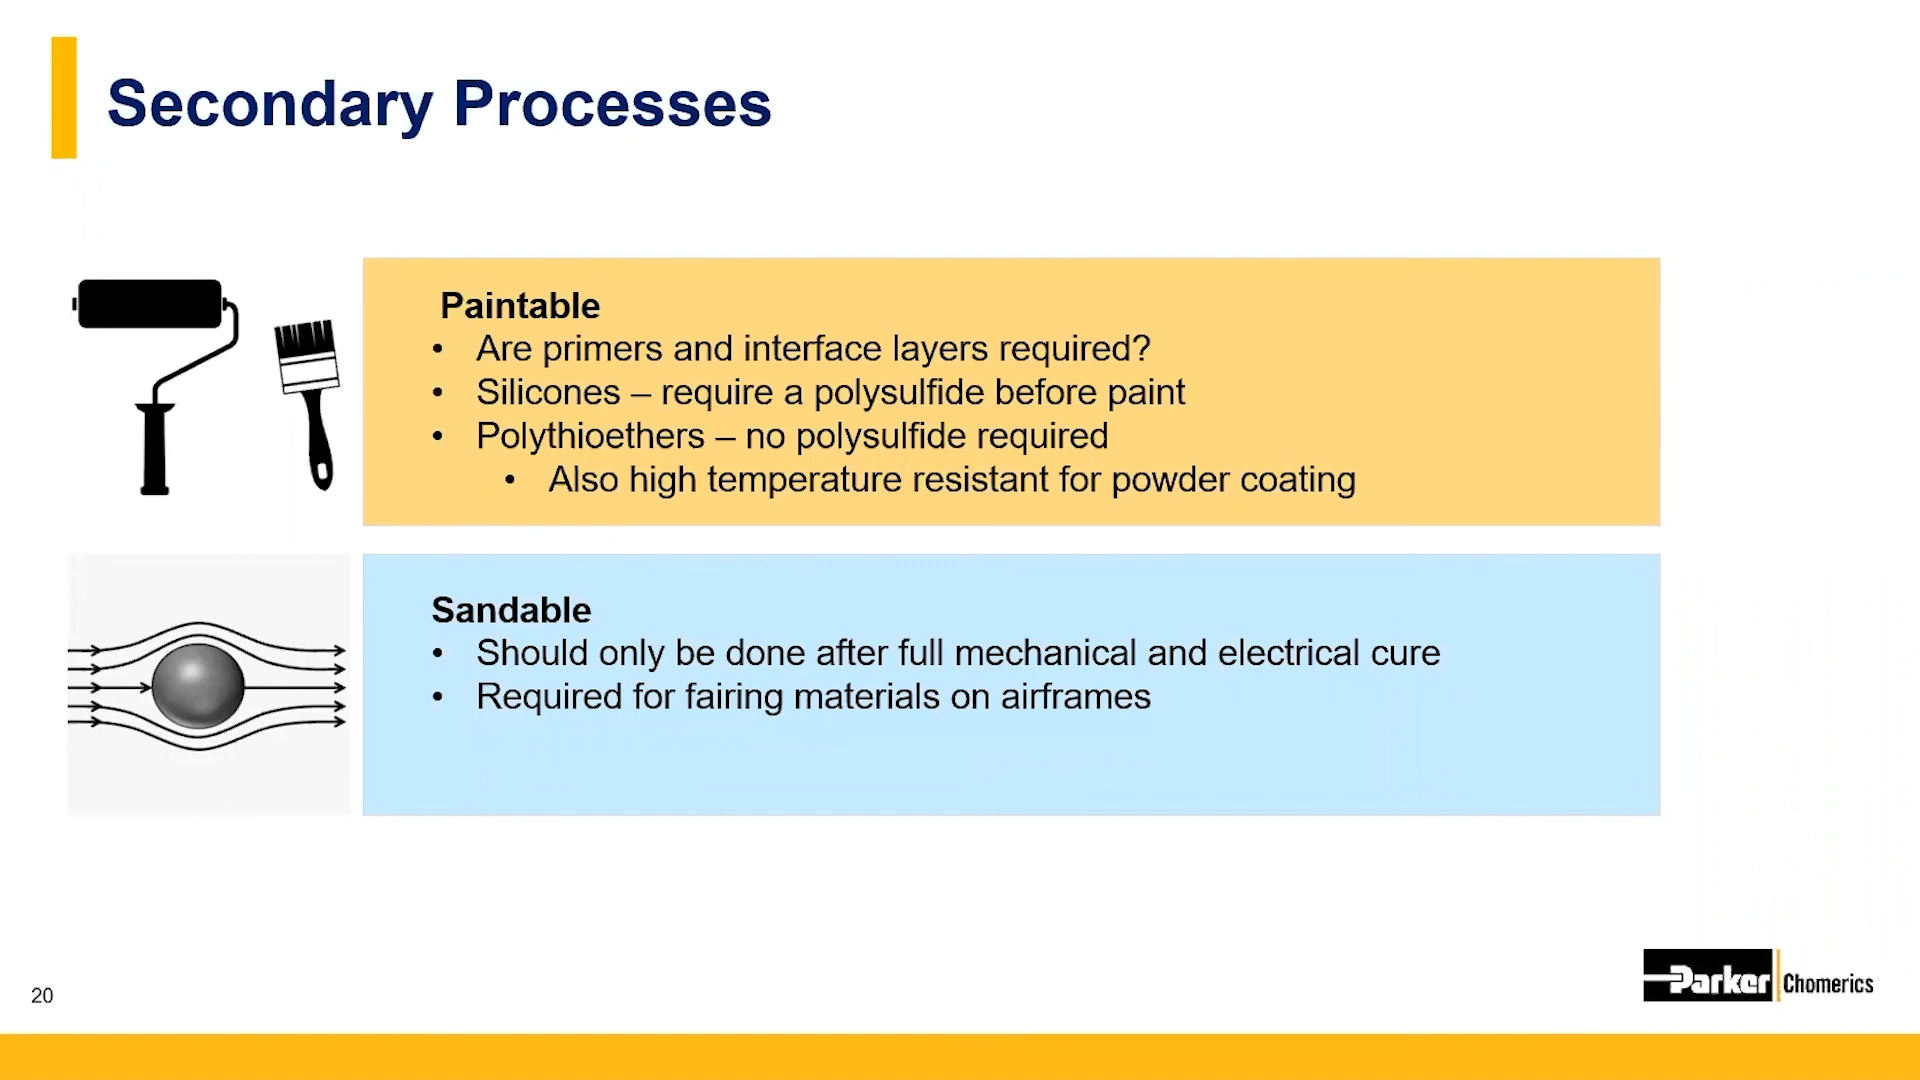 Secondary Processes
Paintable
• Are primers and interface layers required?
• Silicones – require a polysulfide before paint
• Polythioethers – no polysulfide required
• Also high temperature resistant for powder coating
Sandable
• Should only be done after full mechanical and electrical cure
• Required for fairing materials on airframes
20
Parker Chomerics